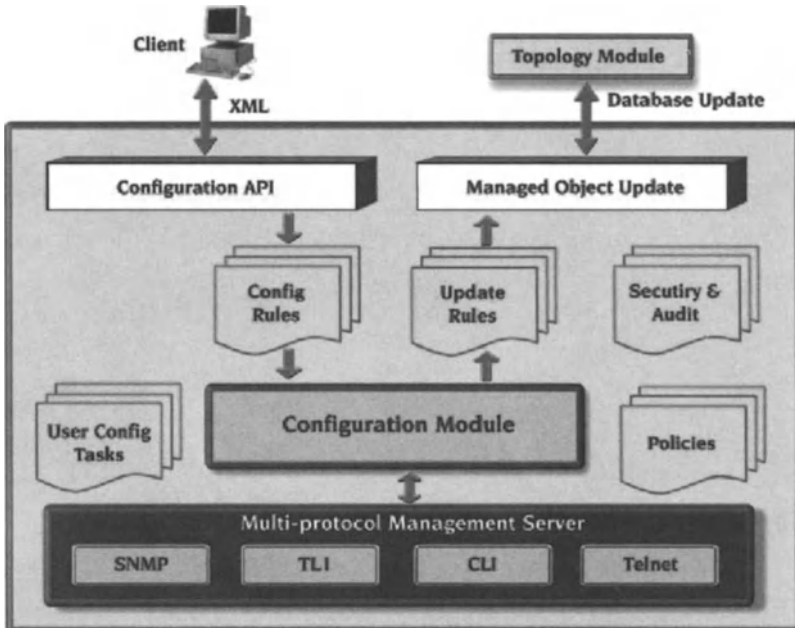 Client
Topology Module
XML
Database Update
Configuration API
Managed Object Update
Config
Rules
Update
Rules
Secutiry &
Audit
User Config
Tasks
Configuration Module
Policies
Multi-protocol Management Server
SNMP
TLI
CLI
Telnet